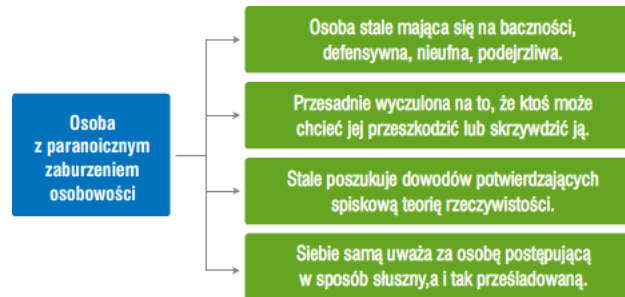 Osoba
z paranoicznym
zaburzeniem
osobowości
Osoba stale mająca się na baczności,
defensywna, nieufna, podejrzliwa.
Przesadnie wyczulona na to, że ktoś może
chcieć jej przeszkodzić lub skrzywdzić ją.
Stale poszukuje dowodów potwierdzających
spiskową teorię rzeczywistości.
Siebie samą uważa za osobę postępującą
w sposób słuszny,a i tak prześladowaną.